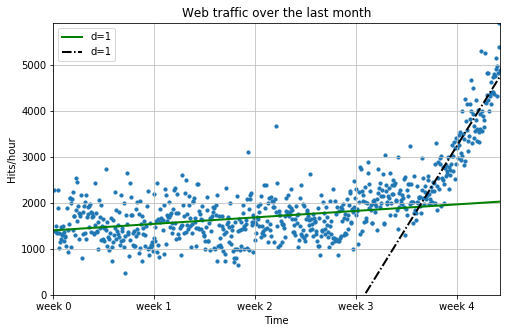 Web traffic over the last month
d=1
d=1
5000
4000
3000
2000
1000
0
Hits/hour
week 0 week 1 week 2 week 3 week 4
Time